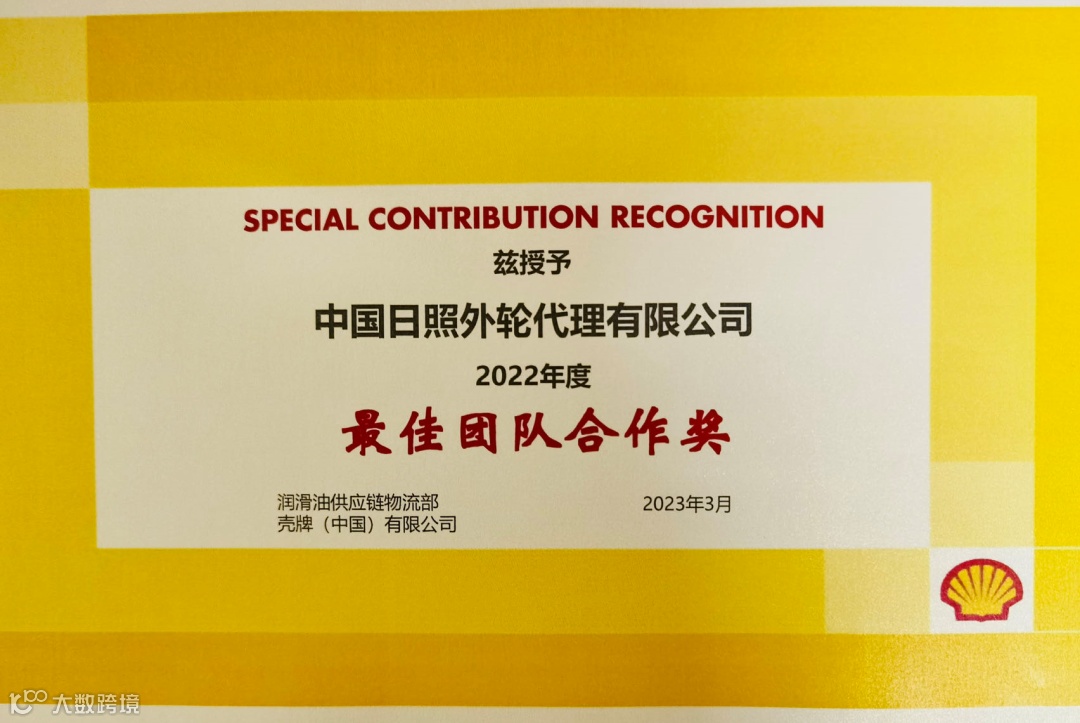 SPECIAL CONTRIBUTION RECOGNITION
兹授予
中国日照外轮代理有限公司
2022年度
最佳团队合作奖
润滑油供应链物流部
壳牌（中国）有限公司
2023年3月
大数跨境